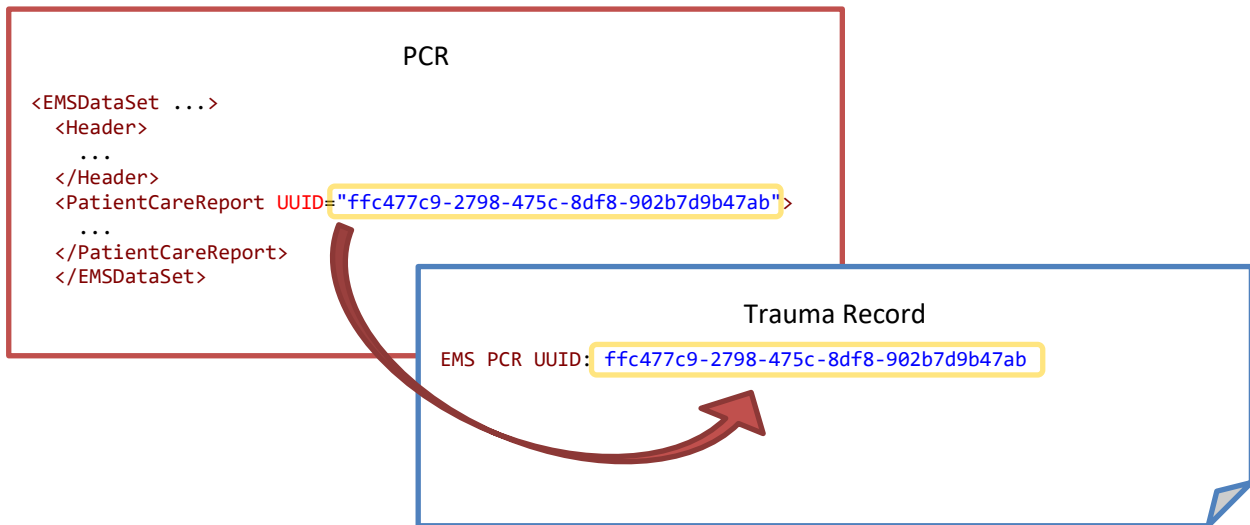 PCR
<EMSDataSet ...>
<Header>
...
</Header>
<PatientCareReport UUID="ffc477c9-2798-475c-8df8-902b7d9b47ab">
...
</PatientCareReport>
</EMSDataSet>
Trauma Record
EMS PCR UUID: ffc477c9-2798-475c-8df8-902b7d9b47ab